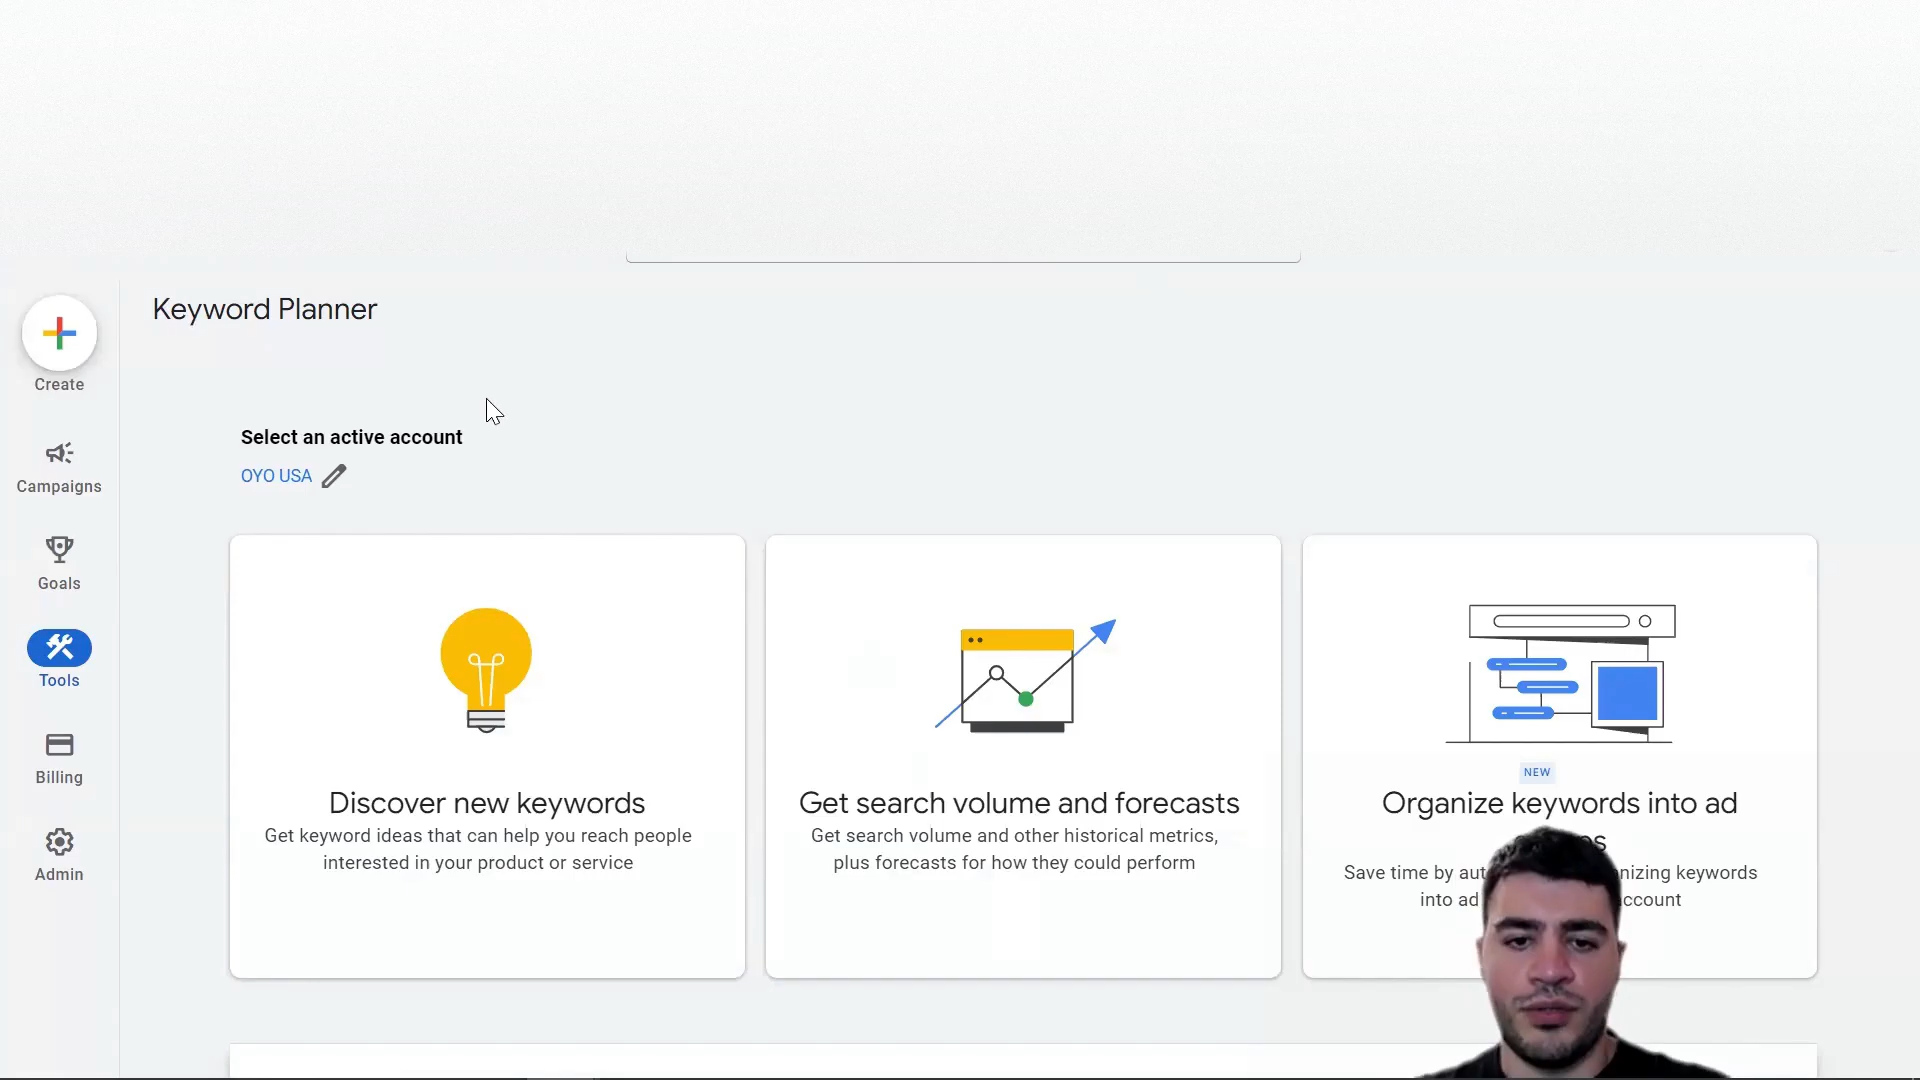 Keyword Planner
Create
Select an active account
OYO USA
Campaigns
Goals
Tools
Billing
Admin
Discover new keywords
Get keyword ideas that can help you reach people
interested in your product or service
Get search volume and forecasts
Get search volume and other historical metrics,
plus forecasts for how they could perform
NEW
Organize keywords into ad
Save time by
keywords
into ad